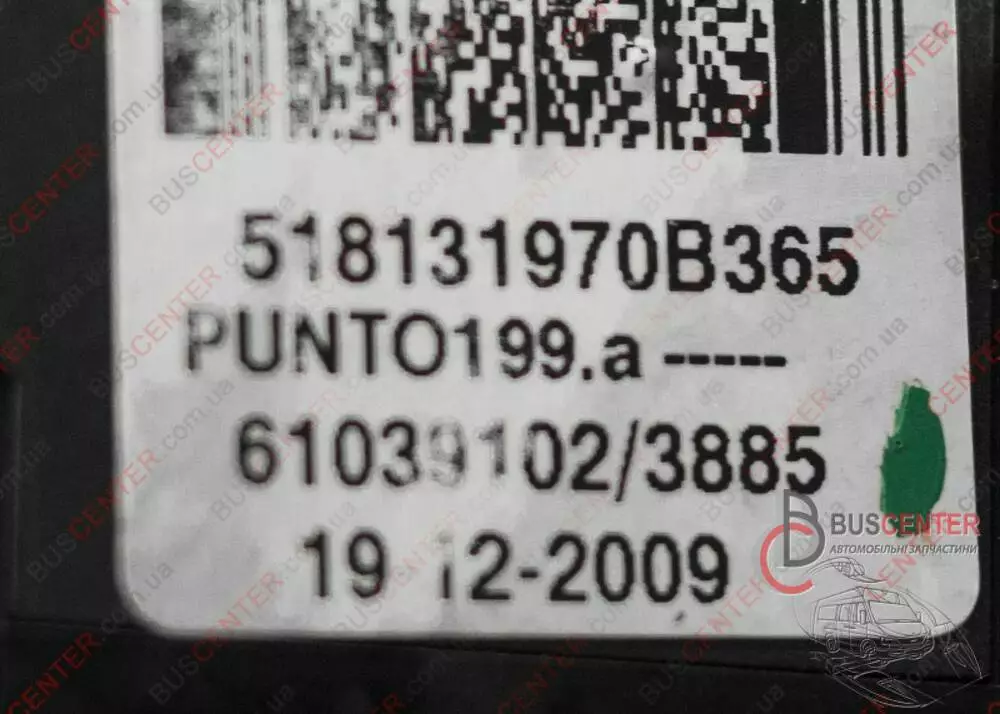 518131970B365
PUNTO199.a -----
61039102/3885
19 12-2009
BUSCENTER
АВТОМОБІЛЬНІ ЗАПЧАСТИНИ